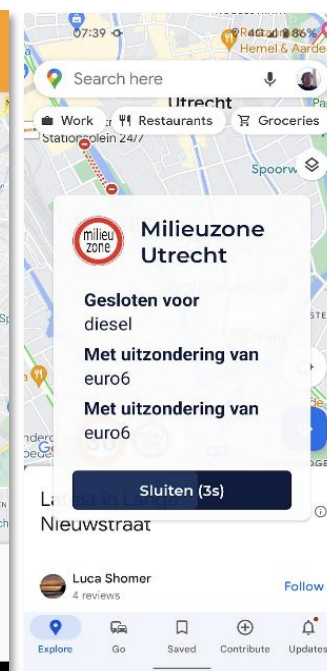 07:39
4G 86%
Hemel & Aarde
Search here
Utrecht
Work
Restaurants
Groceries
Stationsplein 24/7
Spoorw
milieu
zone
Milieuzone
Utrecht
Gesloten voor
diesel
Met uitzondering van
euro6
Met uitzondering van
euro6
Sluiten (3s)
Nieuwstraat
Luca Shomer
4 reviews
Follow
Explore
Go
Saved
Contribute
Updates